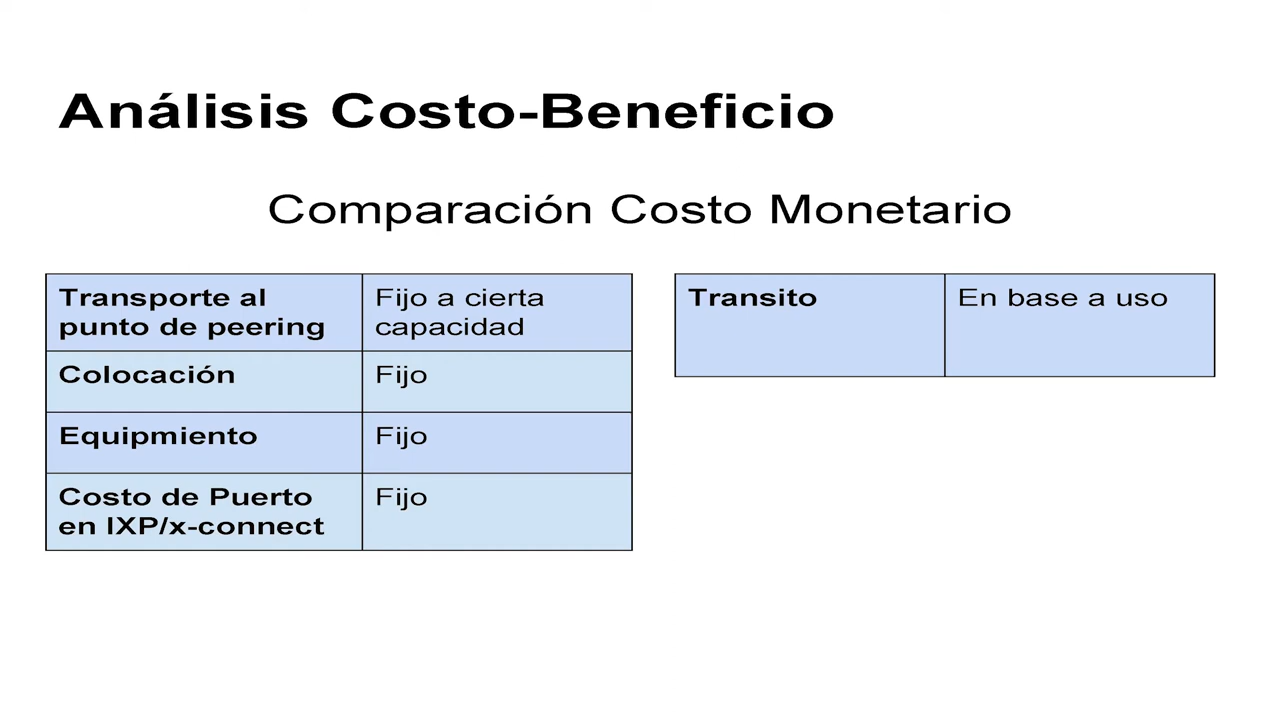 Análisis Costo-Beneficio
Comparación Costo Monetario
Transporte al
punto de peering
Fijo a cierta
capacidad
Colocación
Fijo
Equipmiento
Fijo
Costo de Puerto
en IXP/x-connect
Fijo
Transito
En base a uso